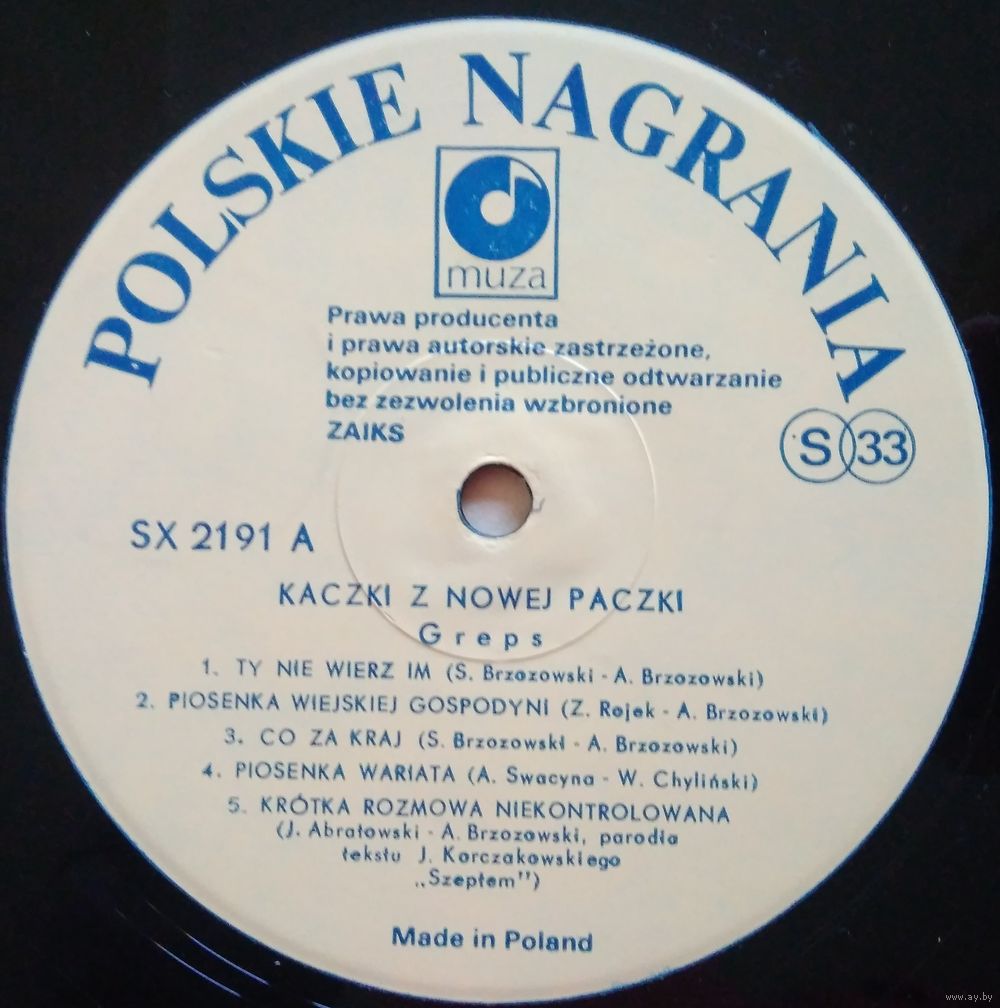 POLSKIE NAGRANIA
muza
Prawa producenta
i prawa autorskie zastrzeżone,
kopiowanie i publiczne odtwarzanie
bez zezwolenia wzbronione
ZAIKS
S 33
SX 2191 A
KACZKI Z NOWEJ PACZKI
Greps
1. TY NIE WIERZ IM (S. Brzozowski - A. Brzozowski)
2. PIOSENKA WIEJSKIEJ GOSPODYNI (Z. Rojek - A. Brzozowski)
3. CO ZA KRAJ (S. Brzozowski - A. Brzozowski)
4. PIOSENKA WARIATA (A. Swacyna - W. Chyliński)
5. KRÓTKA ROZMOWA NIEKONTROLOWANA
(J. Abratowski - A. Brzozowski, parodia
tekstu J. Korczakowskiego
„Szeptem”)
Made in Poland
www.ay.by